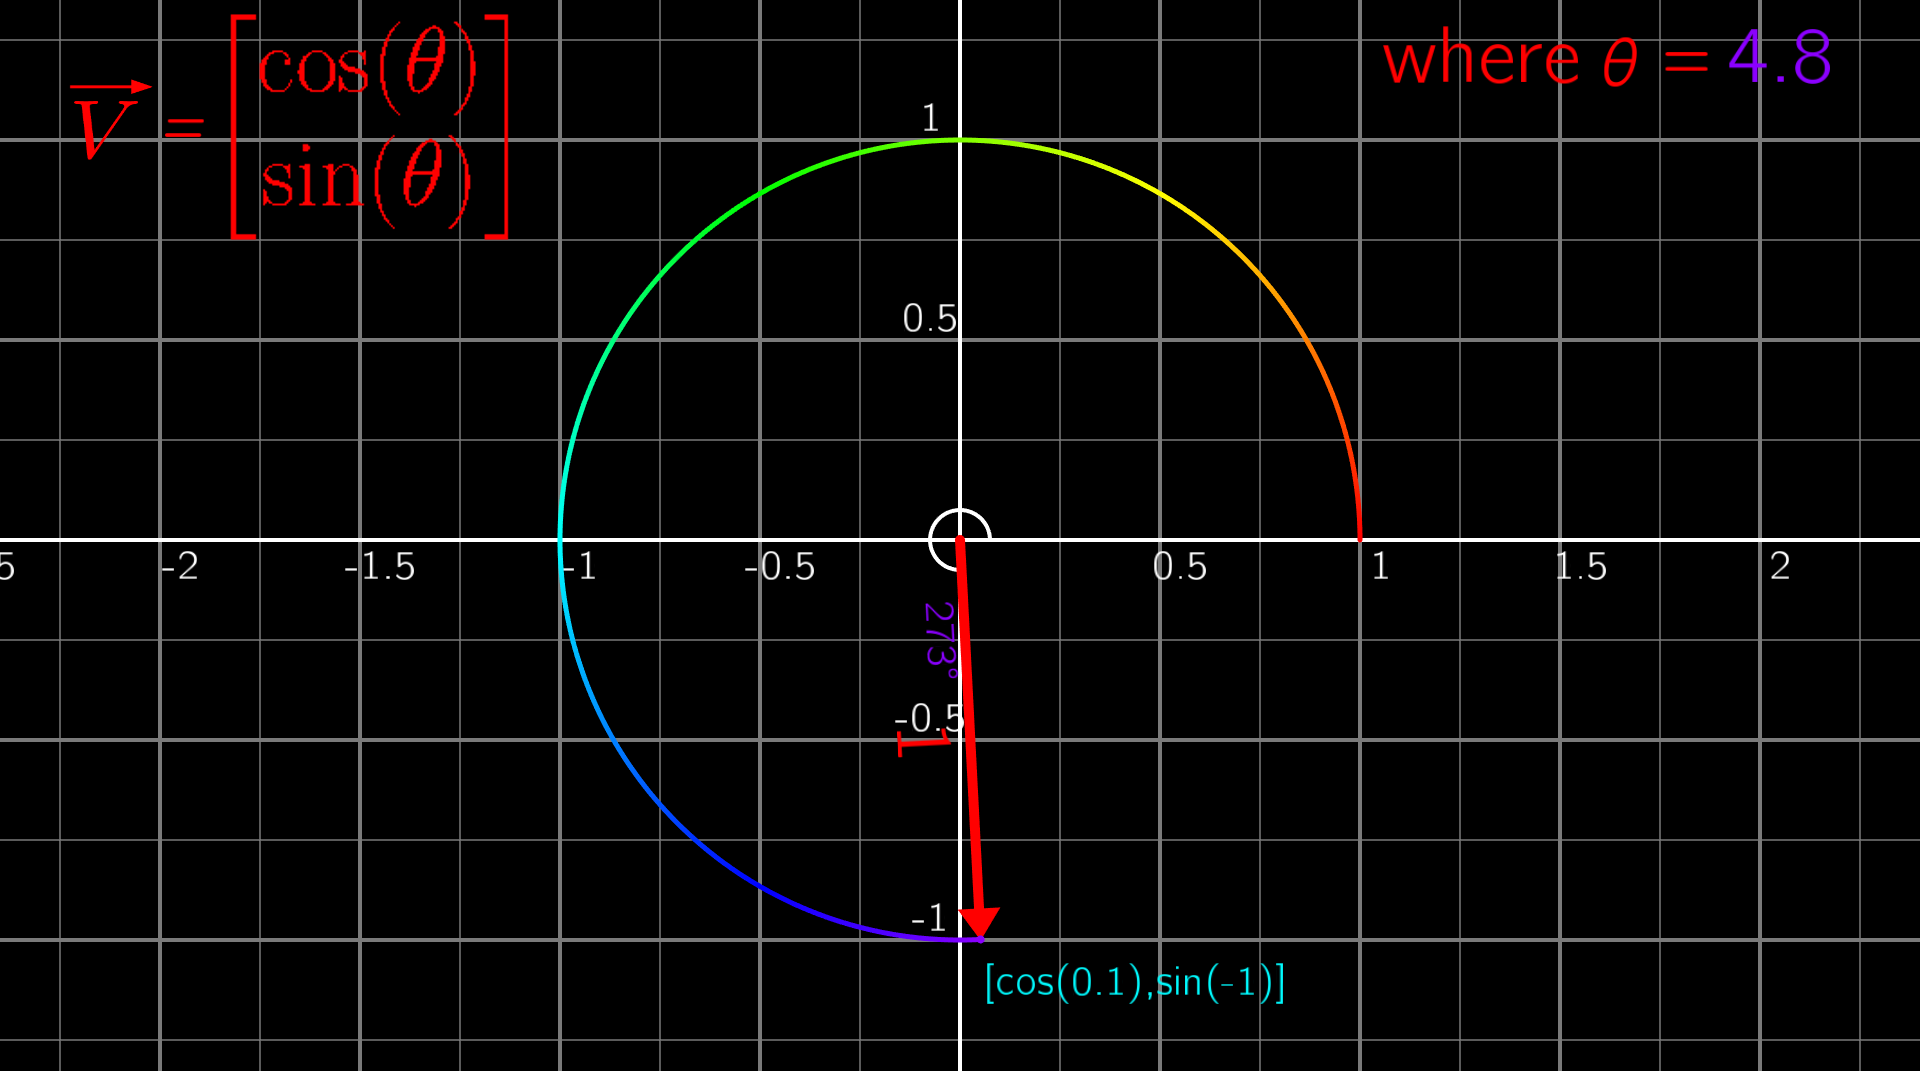 V = [cos(θ)
sin(θ)]
where θ = 4.8
1
0.5
5 -2 -1.5 -1 -0.5 0.5 1 1.5 2
273°
-0.5
1
-1
[cos(0.1),sin(-1)]